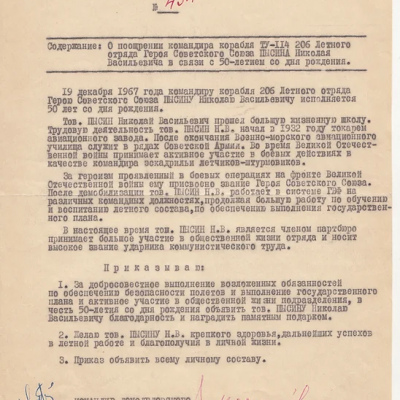 №
Содержание: О поощрении командира корабля ТУ-114 206 Летного
отряда Героя Советского Союза ПЫСИНА Николая
Васильевича в связи с 50-летием со дня рождения.
19 декабря 1967 года командиру корабля 206 Летного отряда
Герою Советского Союза ПЫСИНУ Николаю Васильевичу исполняется
50 лет со дня рождения.
Тов. ПЫСИН Николай Васильевич прошел большую жизненную школу.
Трудовую деятельность тов. ПЫСИН Н.В. начал з 1932 году токарем
авиационного завода. После окончания Военно-морского авиационного
училища служит в рядах Советской Армии. Во время Великой Отечест-
венной войны принимает активное участие в боевых действиях в
качестве командира эскадрильи летчиков-штурмовиков.
За героизм проявленный в боевых операциях на фронте Великой
Отечественной войны ему присвоено звание Героя Советского Союза.
После демобилизации тов. ПЫСИН Н.В. работает в системе ГВФ на
различных командных должностях, продолжая большую работу по обучению
и воспитанию летного состава, по обеспечению выполнения государствен-
ного плана.
В настоящее время тов. ПЫСИН Н.В. является членом партбюро
принимает большое участие в общественной жизни отряда и носит
высокое звание ударника коммунистического труда.
Приказываю:
1. За добросовестное выполнение возложенных обязанностей
по обеспечению безопасности полетов и выполнение государственного
плана и активное участие в общественной жизни подразделения, в
честь 50-летия со дня рождения объявить тов. ПЫСИНУ Николаю
Васильевичу благодарность и наградить памятным подарком.
2. Желаю тов. ПЫСИНУ Н.В. крепкого здоровья, дальнейших успехов
в летной работе и благополучия в личной жизни.
3. Приказ объявить всему личному составу.